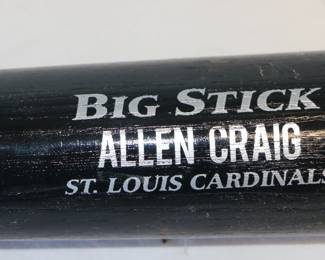 BIG STICK
ALLEN CRAIG
ST. LOUIS CARDINALS